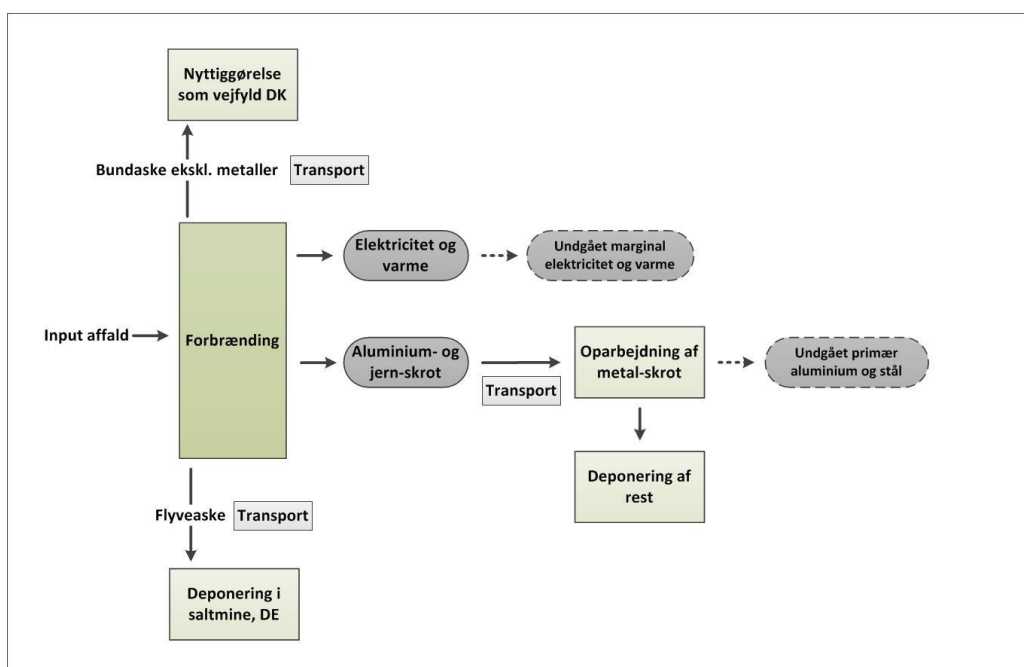 Nyttiggørelse
som vejfyld DK
Bundaske ekskl. metaller
Transport
Elektricitet og
varme
Undgået marginal
elektricitet og varme
Input affald
Forbrænding
Aluminium- og
jern-skrot
Transport
Oparbejdning af
metal-skrot
Undgået primær
aluminium og stål
Deponering af
rest
Flyveaske
Transport
Deponering i
saltmine, DE